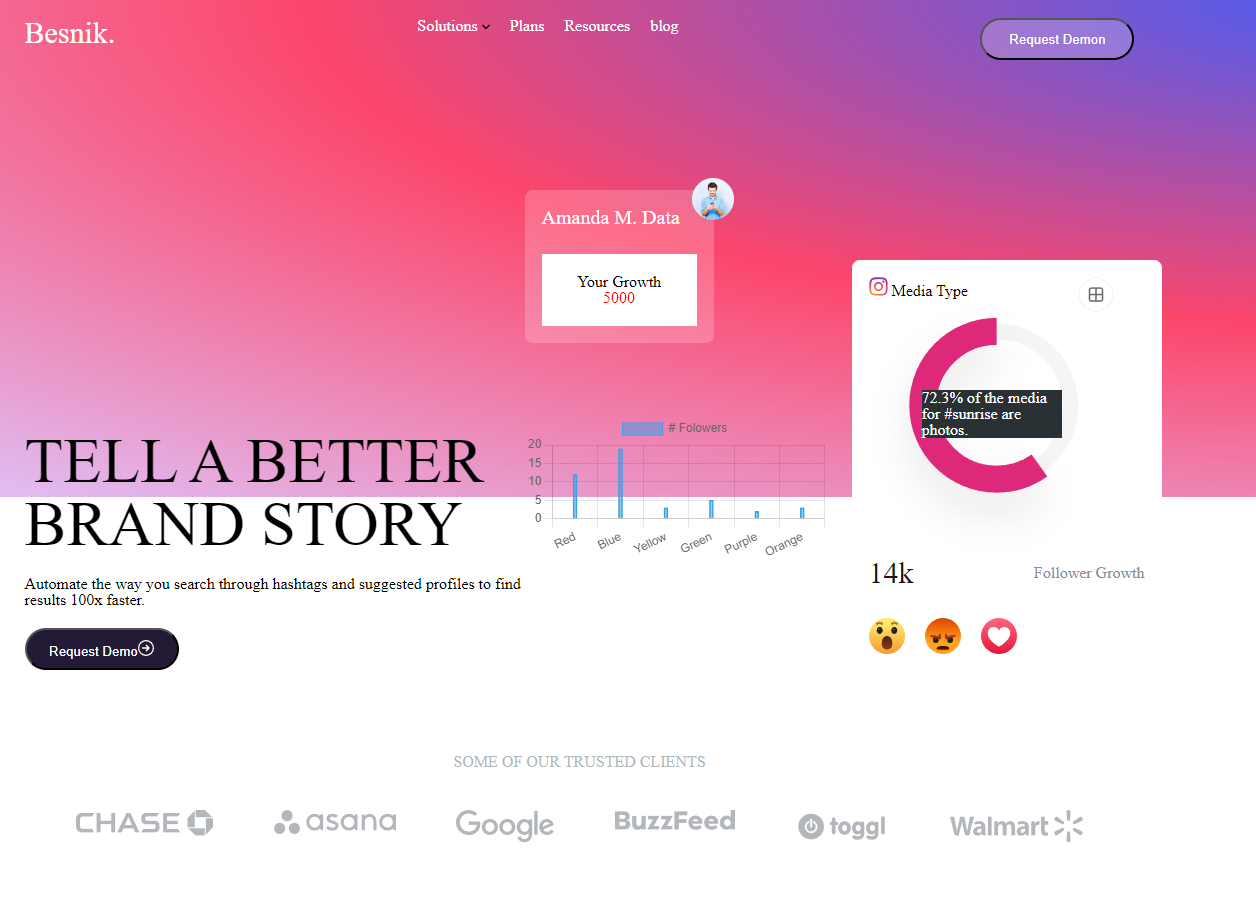 Besnik.
Solutions
Plans
Resources
blog
Request Demon
Amanda M. Data
Your Growth
5000
Media Type
72.3% of the media
for #sunrise are
photos.
14k
Follower Growth
TELL A BETTER
BRAND STORY
Automate the way you search through hashtags and suggested profiles to find
results 100x faster.
Request Demo
# Folowers
20
15
10
5
0
Red
Blue
Yellow
Green
Purple
Orange
SOME OF OUR TRUSTED CLIENTS
CHASE
asana
Google
BuzzFeed
toggl
Walmart